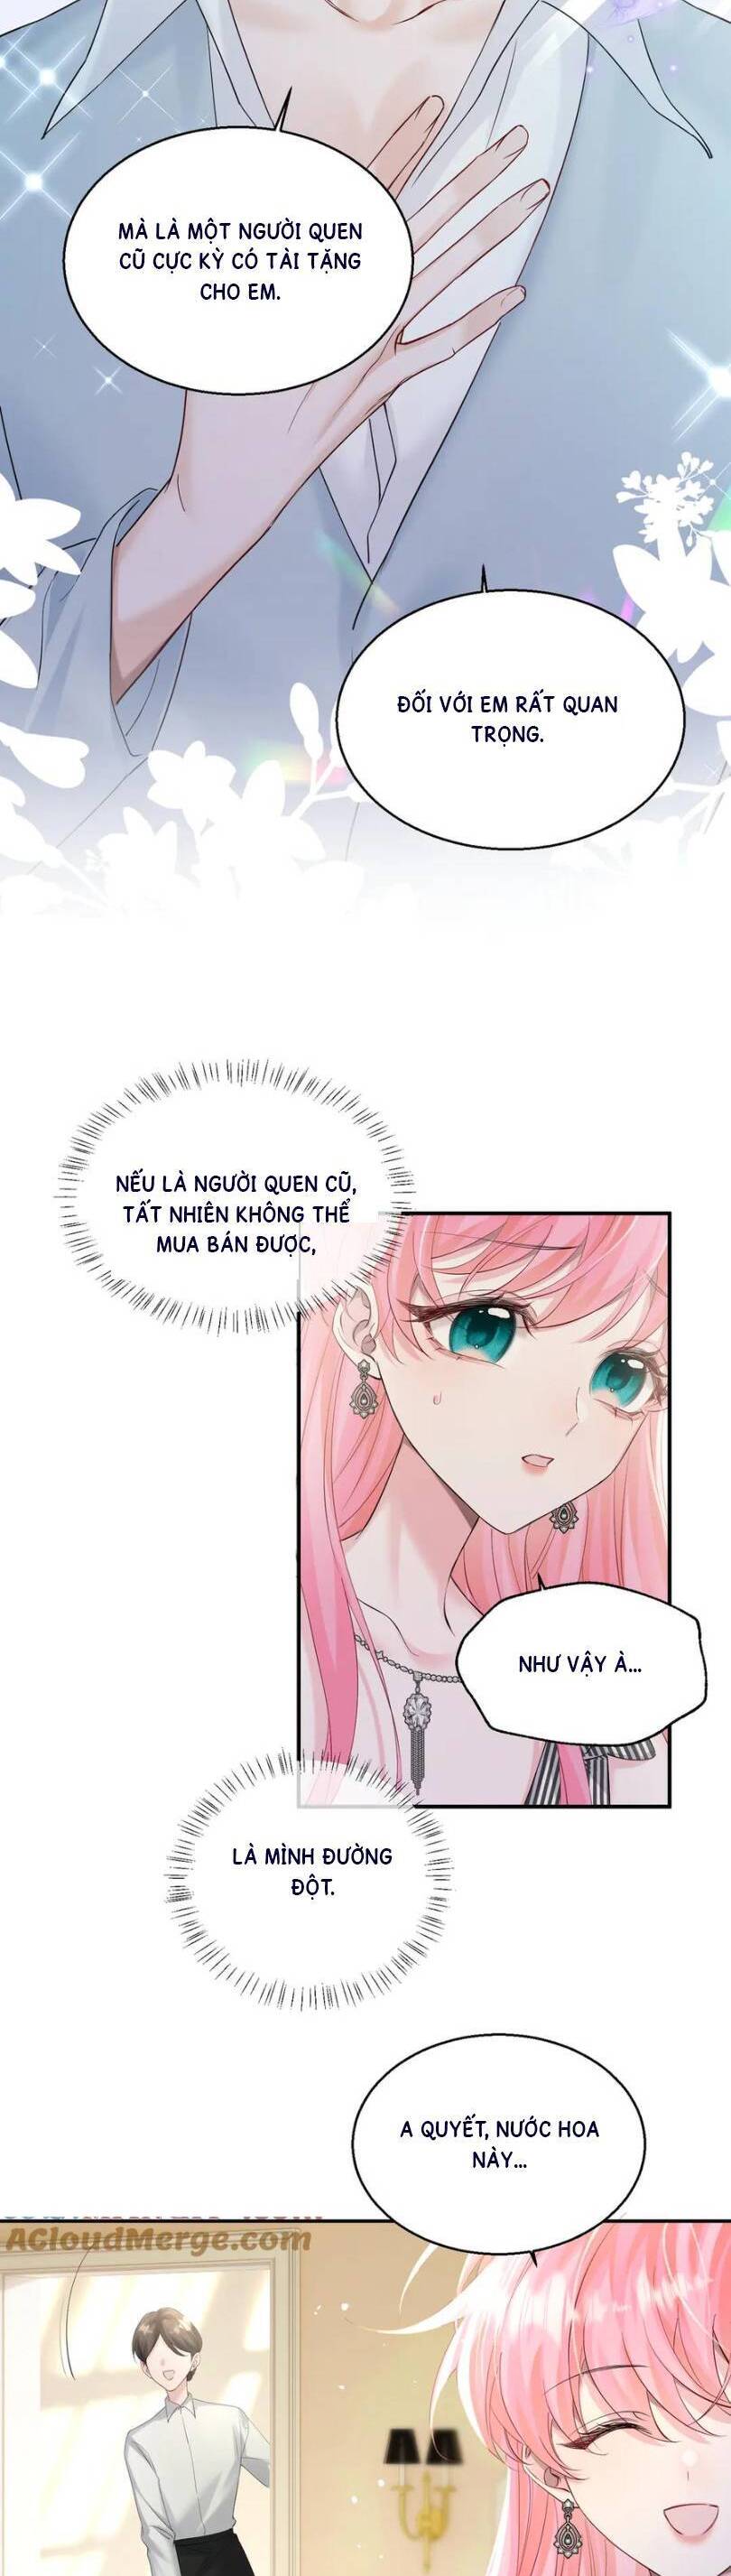 MÀ LÀ MỘT NGƯỜI QUEN
CŨ CỰC KỲ CÓ TÀI TẶNG
CHO EM.
ĐỐI VỚI EM RẤT QUAN
TRỌNG.
NẾU LÀ NGƯỜI QUEN CŨ,
TẤT NHIÊN KHÔNG THỂ
MUA BÁN ĐƯỢC,
NHƯ VẬY À...
LÀ MÌNH ĐƯỜNG
ĐỘT.
A QUYẾT, NƯỚC HOA
NÀY...
ACloudMerge.com